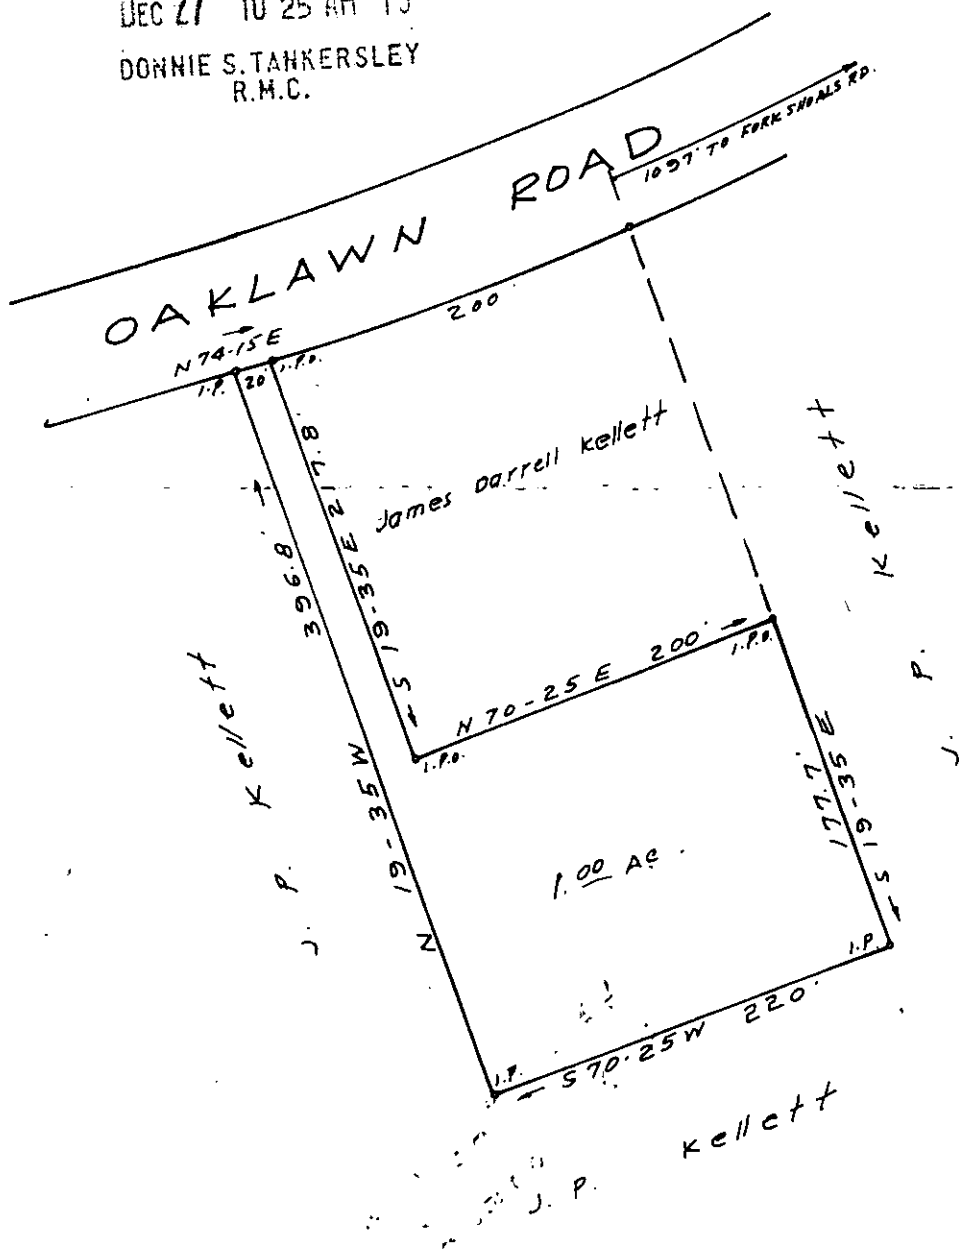 DEC 27 10 25 AM
DONNIE S. TANKERSLEY
R.M.C.
OAKLAWN ROAD
1097' TO FORK SHOALS RD.
N 74-15 E
I.P. 20' I.P.O.
200'
James Darrell Kellett
S 19-35 E 217.8
N 19-35 W 396.8
N 70-25 E 200'
I.P.O.
I.P.O.
177.7'
S 19-35 E
1.00 AC.
I.P.
I.P.
S 70-25 W 220'
J. P. Kellett
J. P. Kellett
J. P. Kellett